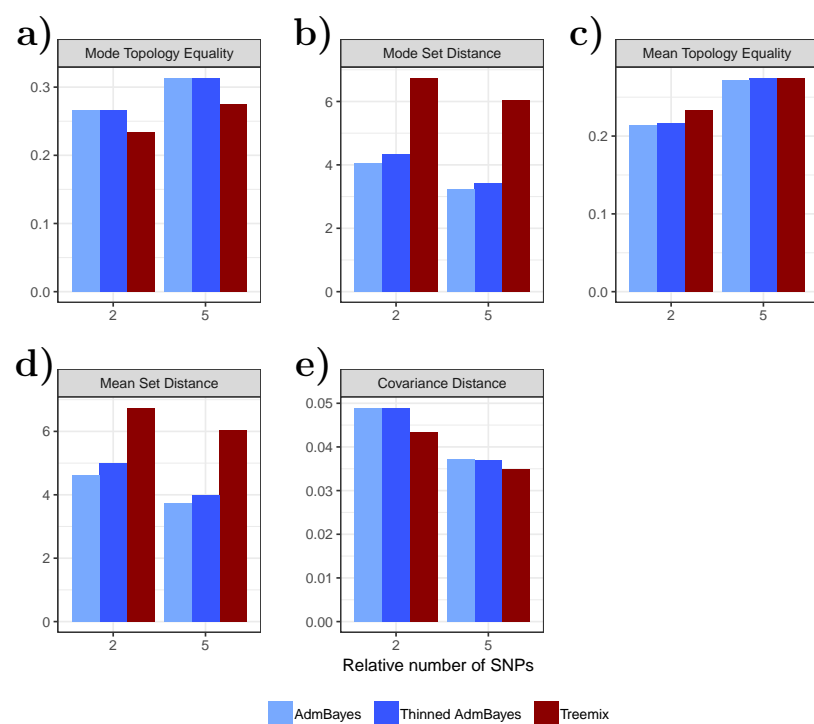 a)
Mode Topology Equality
0.3
0.2
0.1
0.0
2 5
b)
Mode Set Distance
6
4
2
0
2 5
c)
Mean Topology Equality
0.2
0.1
0.0
2 5
d)
Mean Set Distance
6
4
2
0
2 5
e)
Covariance Distance
0.05
0.04
0.03
0.02
0.01
0.00
2 5
Relative number of SNPs
AdmBayes Thinned AdmBayes Treemix